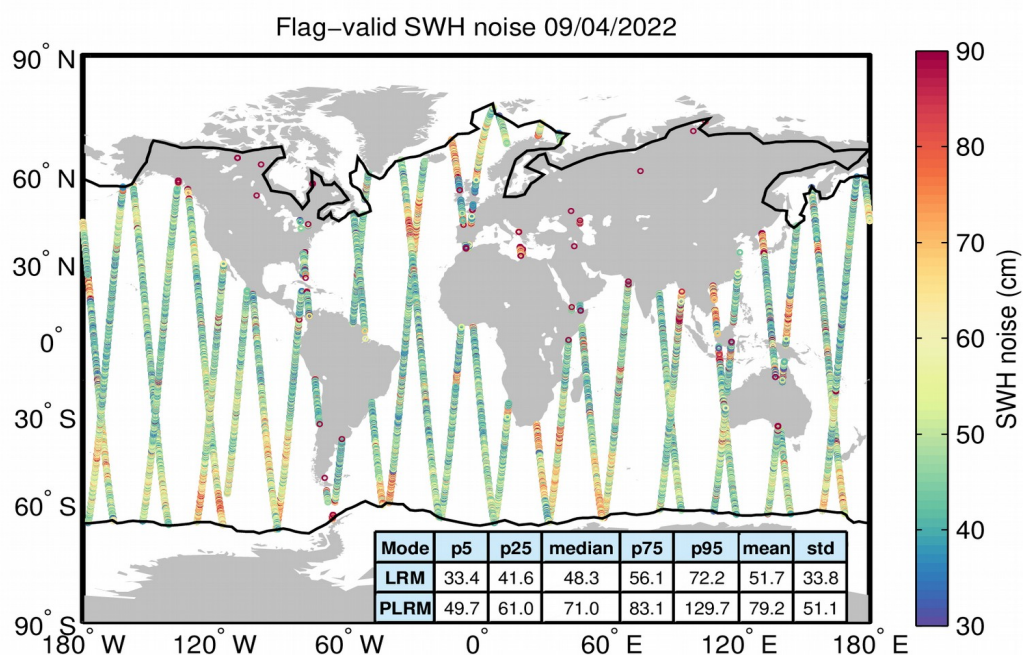 Flag−valid SWH noise 09/04/2022
90° N
60° N
30° N
0°
30° S
60° S
90° S
180° W
120° W
60° W
0°
60° E
120° E
180° E
90
80
70
60
50
40
30
SWH noise (cm)
Mode p5 p25 median p75 p95 mean std
LRM 33.4 41.6 48.3 56.1 72.2 51.7 33.8
PLRM 49.7 61.0 71.0 83.1 129.7 79.2 51.1